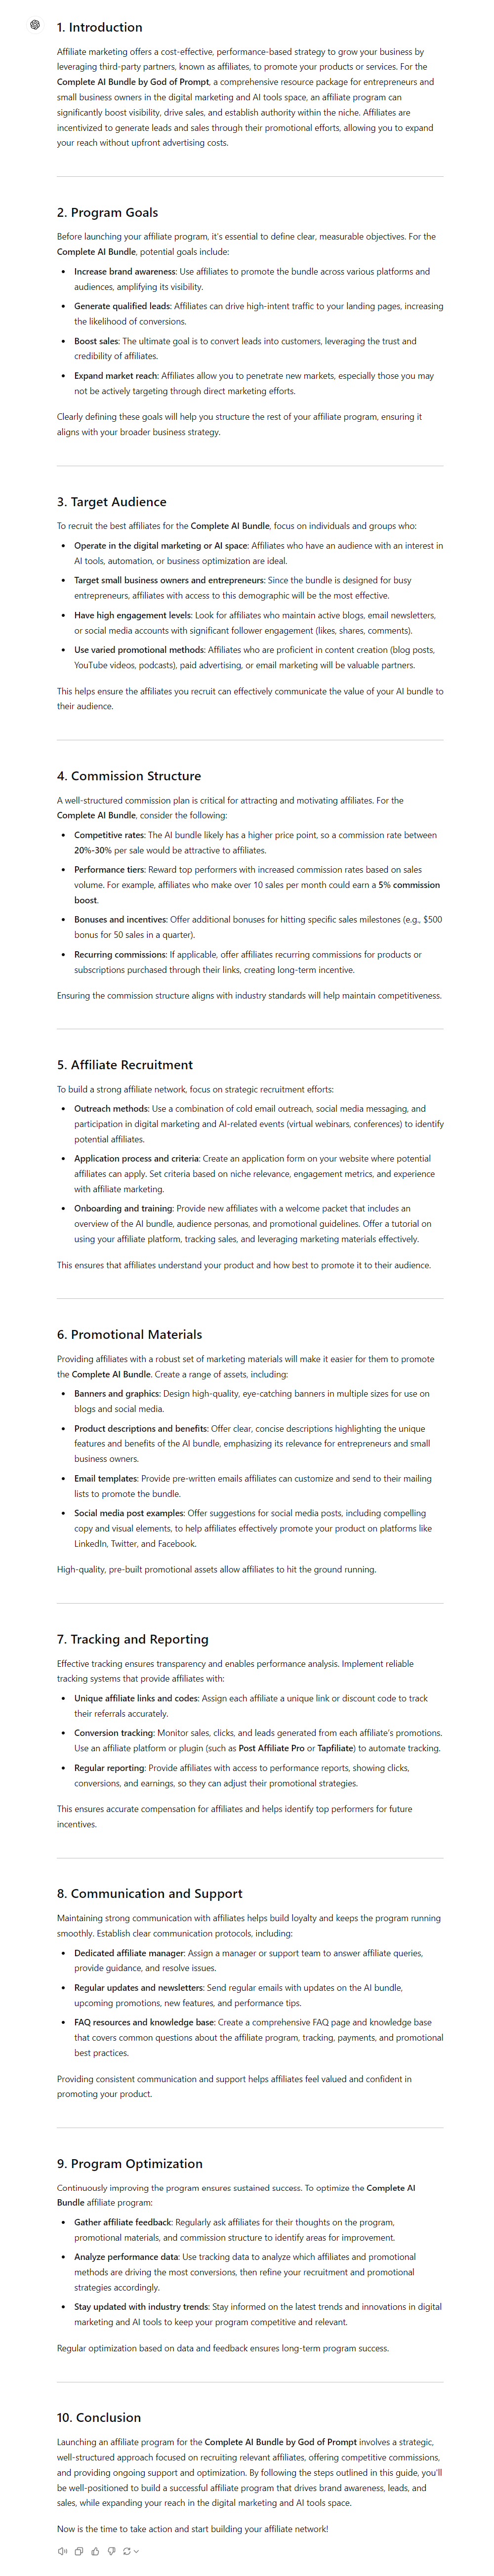 1. Introduction
Affiliate marketing offers a cost-effective, performance-based strategy to grow your business by
leveraging third-party partners, known as affiliates, to promote your products or services. For the
Complete AI Bundle by God of Prompt, a comprehensive resource package for entrepreneurs and
small business owners in the digital marketing and AI tools space, an affiliate program can
significantly boost visibility, drive sales, and establish authority within the niche. Affiliates are
incentivized to generate leads and sales through their promotional efforts, allowing you to expand
your reach without upfront advertising costs.
2. Program Goals
Before launching your affiliate program, it's essential to define clear, measurable objectives. For the
Complete AI Bundle, potential goals include:
• Increase brand awareness: Use affiliates to promote the bundle across various platforms and
audiences, amplifying its visibility.
• Generate qualified leads: Affiliates can drive high-intent traffic to your landing pages, increasing
the likelihood of conversions.
• Boost sales: The ultimate goal is to convert leads into customers, leveraging the trust and
credibility of affiliates.
• Expand market reach: Affiliates allow you to penetrate new markets, especially those you may
not be actively targeting through direct marketing efforts.
Clearly defining these goals will help you structure the rest of your affiliate program, ensuring it
aligns with your broader business strategy.
3. Target Audience
To recruit the best affiliates for the Complete AI Bundle, focus on individuals and groups who:
• Operate in the digital marketing or AI space: Affiliates who have an audience with an interest in
AI tools, automation, or business optimization are ideal.
• Target small business owners and entrepreneurs: Since the bundle is designed for busy
entrepreneurs, affiliates with access to this demographic will be the most effective.
• Have high engagement levels: Look for affiliates who maintain active blogs, email newsletters,
or social media accounts with significant follower engagement (likes, shares, comments).
• Use varied promotional methods: Affiliates who are proficient in content creation (blog posts,
YouTube videos, podcasts), paid advertising, or email marketing will be valuable partners.
This helps ensure the affiliates you recruit can effectively communicate the value of your AI bundle to
their audience.
4. Commission Structure
A well-structured commission plan is critical for attracting and motivating affiliates. For the
Complete AI Bundle, consider the following:
• Competitive rates: The AI bundle likely has a higher price point, so a commission rate between
20%-30% per sale would be attractive to affiliates.
• Performance tiers: Reward top performers with increased commission rates based on sales
volume. For example, affiliates who make over 10 sales per month could earn a 5% commission
boost.
• Bonuses and incentives: Offer additional bonuses for hitting specific sales milestones (e.g., $500
bonus for 50 sales in a quarter).
• Recurring commissions: If applicable, offer affiliates recurring commissions for products or
subscriptions purchased through their links, creating long-term incentive.
Ensuring the commission structure aligns with industry standards will help maintain competitiveness.
5. Affiliate Recruitment
To build a strong affiliate network, focus on strategic recruitment efforts:
• Outreach methods: Use a combination of cold email outreach, social media messaging, and
participation in digital marketing and AI-related events (virtual webinars, conferences) to identify
potential affiliates.
• Application process and criteria: Create an application form on your website where potential
affiliates can apply. Set criteria based on niche relevance, engagement metrics, and experience
with affiliate marketing.
• Onboarding and training: Provide new affiliates with a welcome packet that includes an
overview of the AI bundle, audience personas, and promotional guidelines. Offer a tutorial on
using your affiliate platform, tracking sales, and leveraging marketing materials effectively.
This ensures that affiliates understand your product and how best to promote it to their audience.
6. Promotional Materials
Providing affiliates with a robust set of marketing materials will make it easier for them to promote
the Complete AI Bundle. Create a range of assets, including:
• Banners and graphics: Design high-quality, eye-catching banners in multiple sizes for use on
blogs and social media.
• Product descriptions and benefits: Offer clear, concise descriptions highlighting the unique
features and benefits of the AI bundle, emphasizing its relevance for entrepreneurs and small
business owners.
• Email templates: Provide pre-written emails affiliates can customize and send to their mailing
lists to promote the bundle.
• Social media post examples: Offer suggestions for social media posts, including compelling
copy and visual elements, to help affiliates effectively promote your product on platforms like
LinkedIn, Twitter, and Facebook.
High-quality, pre-built promotional assets allow affiliates to hit the ground running.
7. Tracking and Reporting
Effective tracking ensures transparency and enables performance analysis. Implement reliable
tracking systems that provide affiliates with:
• Unique affiliate links and codes: Assign each affiliate a unique link or discount code to track
their referrals accurately.
• Conversion tracking: Monitor sales, clicks, and leads generated from each affiliate's promotions.
Use an affiliate platform or plugin (such as Post Affiliate Pro or Tapfiliate) to automate tracking.
• Regular reporting: Provide affiliates with access to performance reports, showing clicks,
conversions, and earnings, so they can adjust their promotional strategies.
This ensures accurate compensation for affiliates and helps identify top performers for future
incentives.
8. Communication and Support
Maintaining strong communication with affiliates helps build loyalty and keeps the program running
smoothly. Establish clear communication protocols, including:
• Dedicated affiliate manager: Assign a manager or support team to answer affiliate queries,
provide guidance, and resolve issues.
• Regular updates and newsletters: Send regular emails with updates on the AI bundle,
upcoming promotions, new features, and performance tips.
• FAQ resources and knowledge base: Create a comprehensive FAQ page and knowledge base
that covers common questions about the affiliate program, tracking, payments, and promotional
best practices.
Providing consistent communication and support helps affiliates feel valued and confident in
promoting your product.
9. Program Optimization
Continuously improving the program ensures sustained success. To optimize the Complete AI
Bundle affiliate program:
• Gather affiliate feedback: Regularly ask affiliates for their thoughts on the program,
promotional materials, and commission structure to identify areas for improvement.
• Analyze performance data: Use tracking data to analyze which affiliates and promotional
methods are driving the most conversions, then refine your recruitment and promotional
strategies accordingly.
• Stay updated with industry trends: Stay informed on the latest trends and innovations in digital
marketing and AI tools to keep your program competitive and relevant.
Regular optimization based on data and feedback ensures long-term program success.
10. Conclusion
Launching an affiliate program for the Complete AI Bundle by God of Prompt involves a strategic,
well-structured approach focused on recruiting relevant affiliates, offering competitive commissions,
and providing ongoing support and optimization. By following the steps outlined in this guide, you'll
be well-positioned to build a successful affiliate program that drives brand awareness, leads, and
sales, while expanding your reach in the digital marketing and AI tools space.
Now is the time to take action and start building your affiliate network!